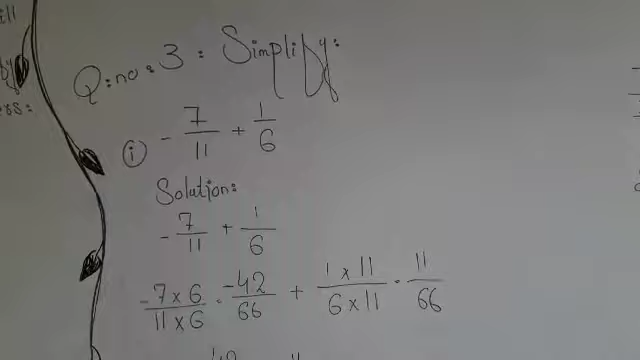 ill
Q.no.3: Simplify:
(i) -7/11 + 1/6
Solution:
-7/11 + 1/6
-7×6/11×6 = -42/66 + 1×11/6×11 = 11/66